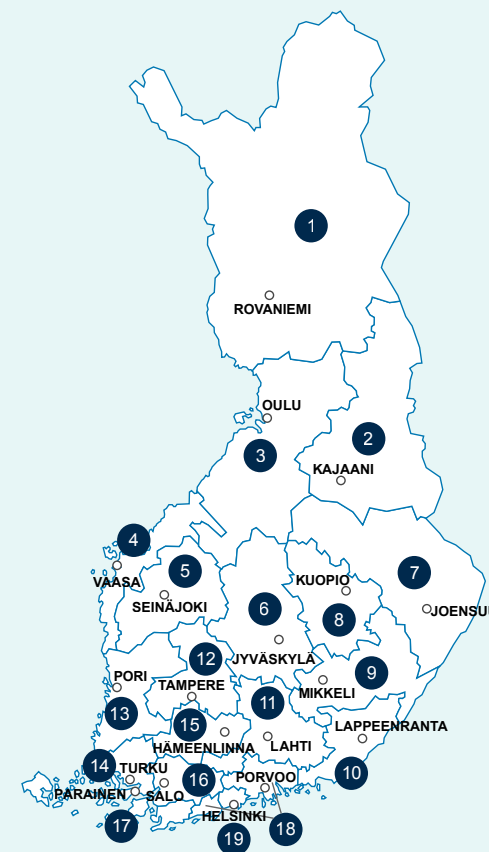 1
ROVANIEMI
OULU
2
3
KAJAANI
4
VAASA
5
SEINÄJOKI
KUOPIO
7
6
JOENSUU
8
JYVÄSKYLÄ
12
9
MIKKELI
PORI
TAMPERE
11
13
15
LAPPEENRANTA
HÄMEENLINNA
LAHTI
14
10
TURKU
16
PORVOO
PARAINEN
SALO
HELSINKI
17
18
19